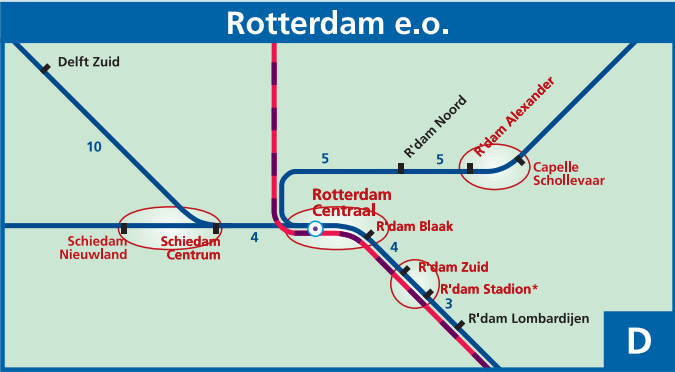 Rotterdam e.o.
Delft Zuid
10
5
R'dam Noord
5
R'dam Alexander
Capelle
Schollevaar
Rotterdam
Centraal
R'dam Blaak
Schiedam
Nieuwland
Schiedam
Centrum
4
4
R'dam Zuid
R'dam Stadion*
3
R'dam Lombardijen
D